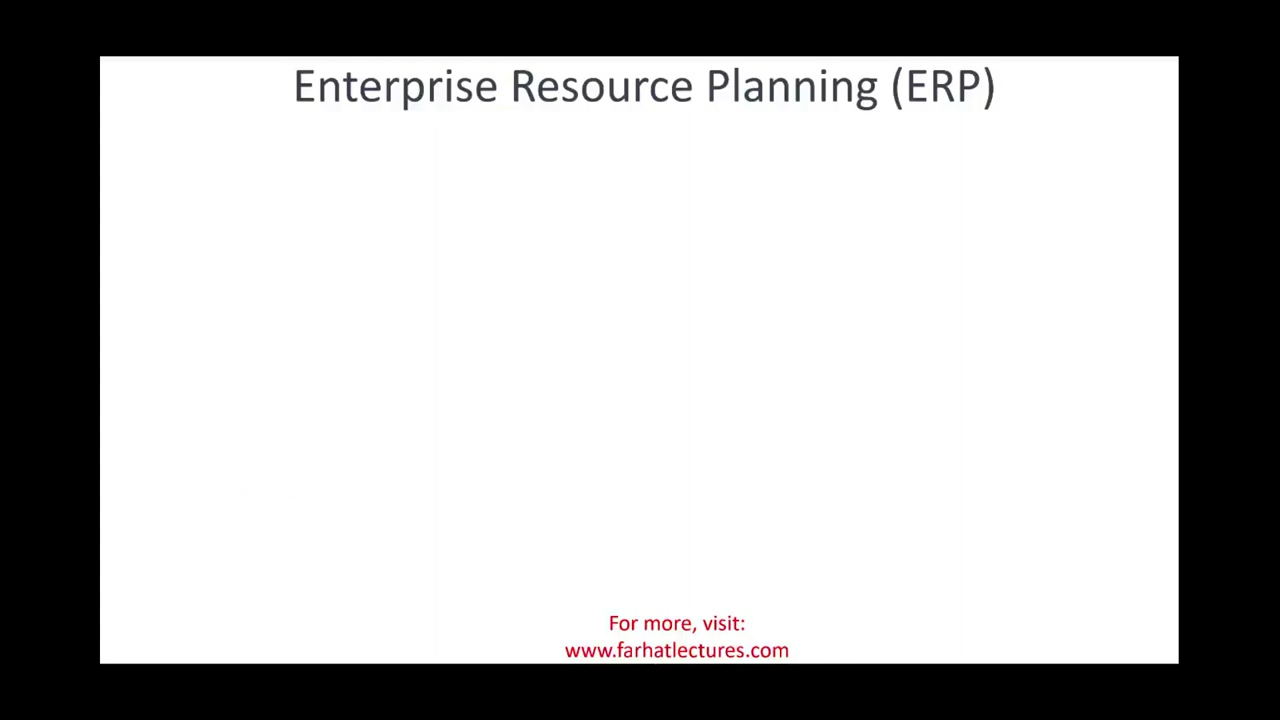 Enterprise Resource Planning (ERP)
For more, visit:
www.farhatlectures.com